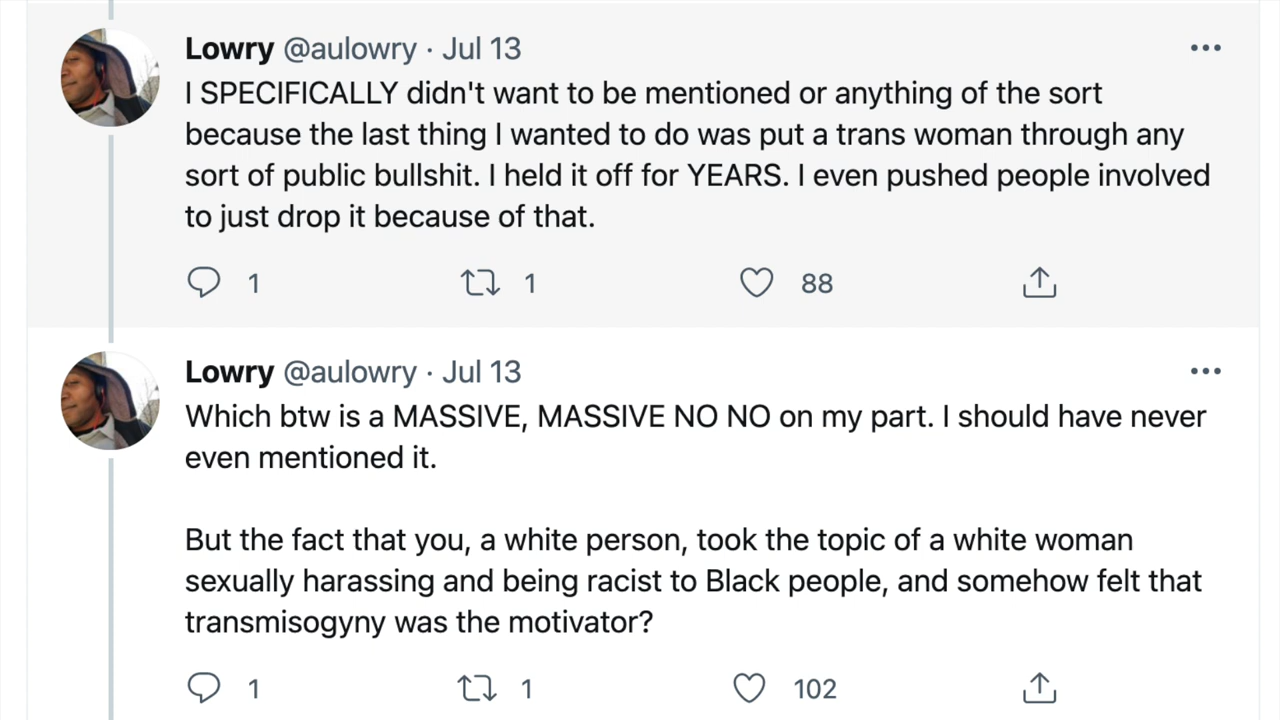 Lowry @aulowry · Jul 13
I SPECIFICALLY didn't want to be mentioned or anything of the sort
because the last thing I wanted to do was put a trans woman through any
sort of public bullshit. I held it off for YEARS. I even pushed people involved
to just drop it because of that.
1 1 88
Lowry @aulowry · Jul 13
Which btw is a MASSIVE, MASSIVE NO NO on my part. I should have never
even mentioned it.
But the fact that you, a white person, took the topic of a white woman
sexually harassing and being racist to Black people, and somehow felt that
transmisogyny was the motivator?
1 1 102